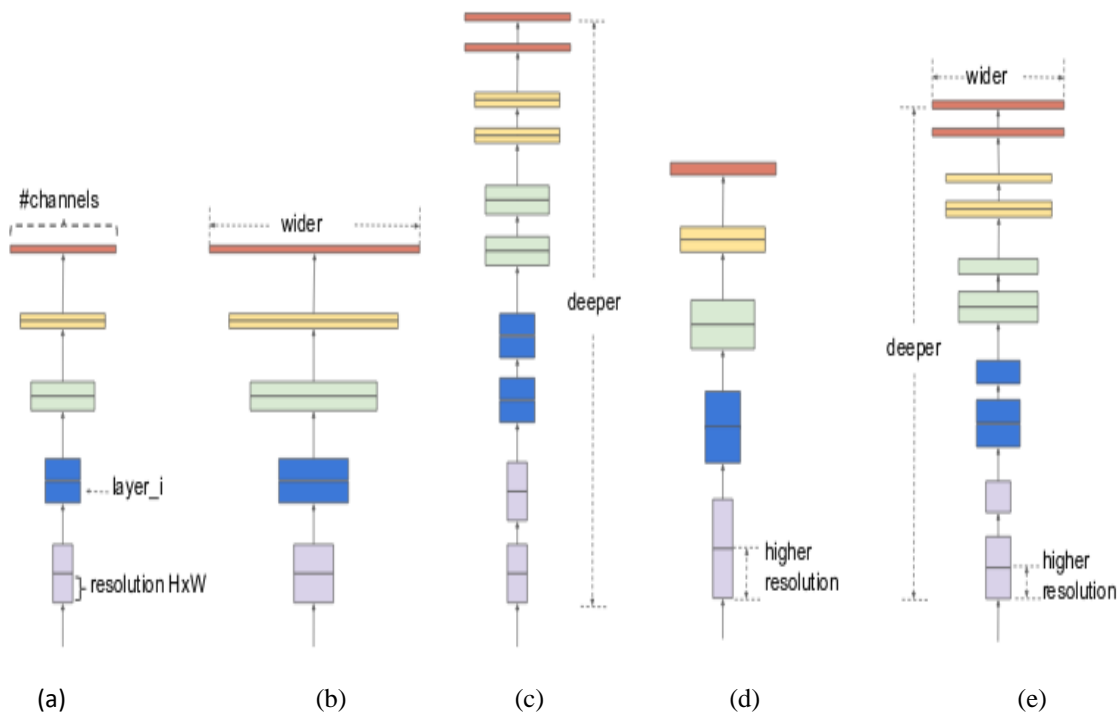 #channels
layer_i
resolution HxW
wider
deeper
higher
resolution
wider
deeper
higher
resolution
(a)
(b)
(c)
(d)
(e)